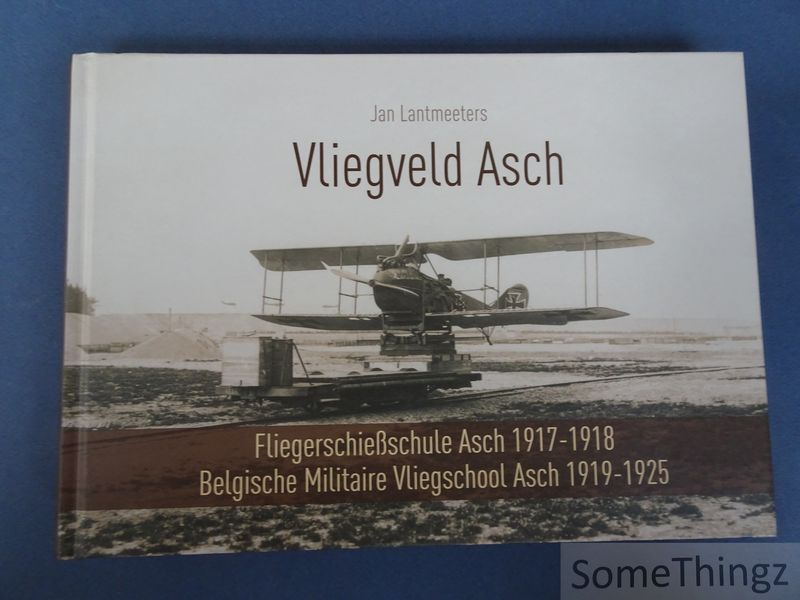 Jan Lantmeeters
Vliegveld Asch
Fliegerschießschule Asch 1917-1918
Belgische Militaire Vliegschool Asch 1919-1925
SomeThingz